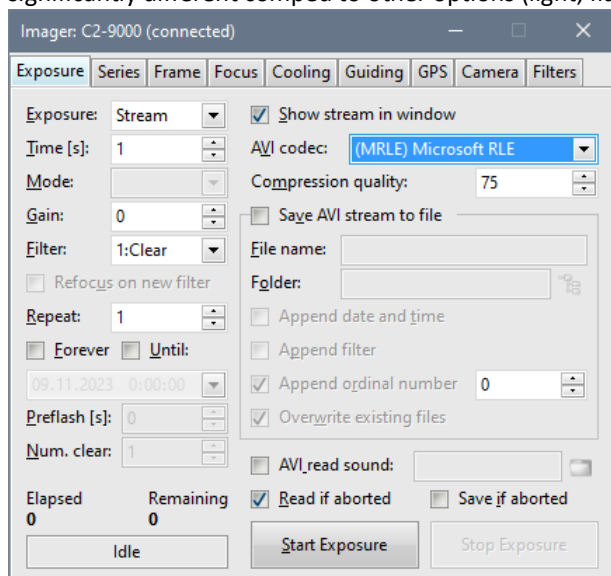 significantly different comped to other options (light)
Imager: C2-9000 (connected)
Exposure Series Frame Focus Cooling Guiding GPS Camera Filters
Exposure: Stream
Show stream in window
Time [s]: 1
AVI codec: (MRLE) Microsoft RLE
Mode:
Compression quality: 75
Gain: 0
Save AVI stream to file
Filter: 1:Clear
File name:
Refocus on new filter
Folder:
Repeat: 1
Append date and time
Forever Until:
Append filter
09.11.2023 0:00:00
Append ordinal number 0
Preflash [s]: 0
Overwrite existing files
Num. clear: 1
AVI read sound:
Elapsed Remaining
Read if aborted Save if aborted
0 0
Idle
Start Exposure Stop Exposure